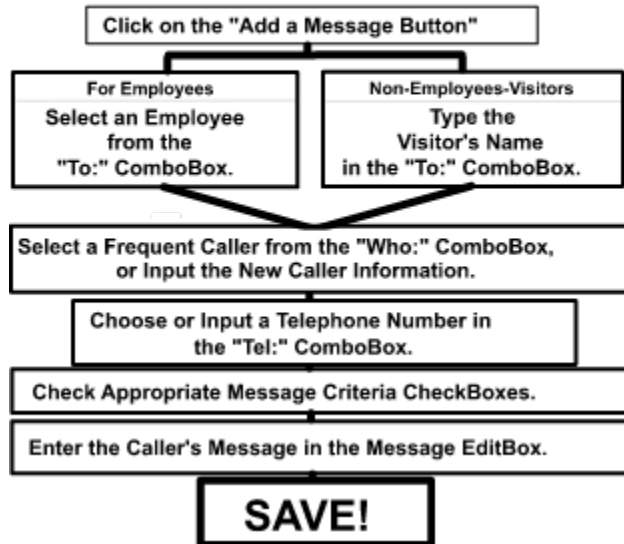 Click on the "Add a Message Button"
For Employees
Select an Employee
from the
"To:" ComboBox.
Non-Employees-Visitors
Type the
Visitor's Name
in the "To:" ComboBox.
Select a Frequent Caller from the "Who:" ComboBox,
or Input the New Caller Information.
Choose or Input a Telephone Number in
the "Tel:" ComboBox.
Check Appropriate Message Criteria CheckBoxes.
Enter the Caller's Message in the Message EditBox.
SAVE!